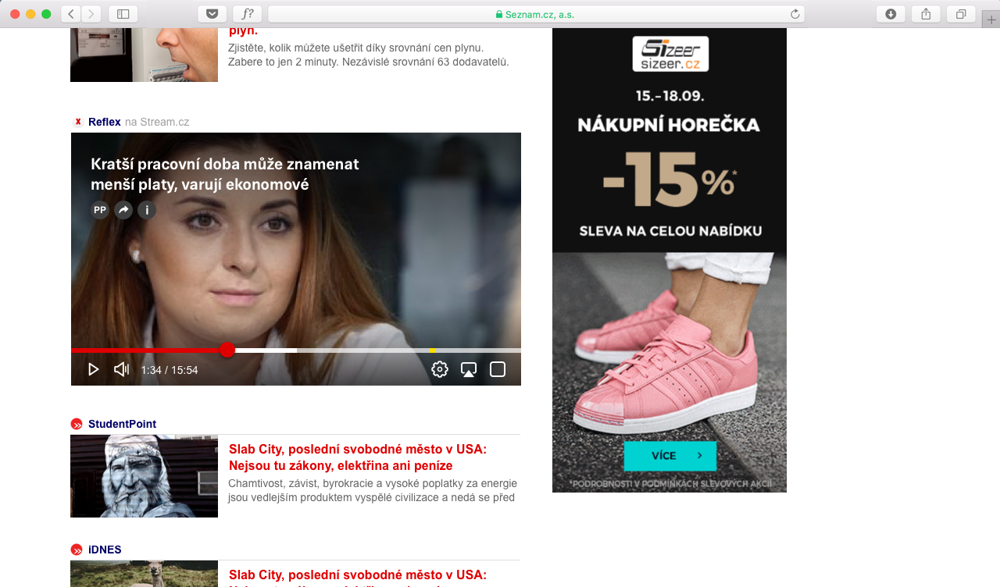 f?
Seznam.cz, a.s.
plyn.
Zjistěte, kolik můžete ušetřit díky srovnání cen plynu.
Zabere to jen 2 minuty. Nezávislé srovnání 63 dodavatelů.
Reflex na Stream.cz
Kratší pracovní doba může znamenat
menší platy, varují ekonomové
PP
i
1:34 / 15:54
StudentPoint
Slab City, poslední svobodné město v USA:
Nejsou tu zákony, elektřina ani peníze
Chamtivost, závist, byrokracie a vysoké poplatky za energie
jsou vedlejším produktem vyspělé civilizace a nedá se před
iDNES
Slab City, poslední svobodné město v USA:
Sizeer
sizeer.cz
15.-18.09.
NÁKUPNÍ HOREČKA
-15%*
SLEVA NA CELOU NABÍDKU
VÍCE >
*PODROBNOSTI V PODMÍNKÁCH SLEVOVÝCH AKCÍ